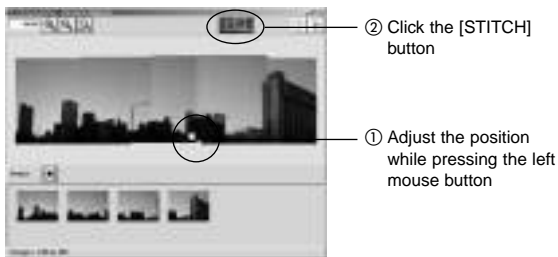 ② Click the [STITCH]
button
① Adjust the position
while pressing the left
mouse button